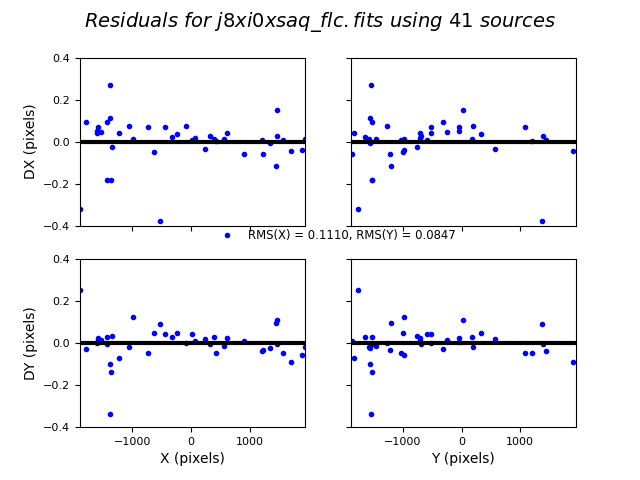 Residuals for j8xi0xsaq_flc.fits using 41 sources
0.4
0.2
0.0
−0.2
−0.4
DX (pixels)
RMS(X) = 0.1110, RMS(Y) = 0.0847
0.4
0.2
0.0
−0.2
−0.4
DY (pixels)
−1000 0 1000
X (pixels)
−1000 0 1000
Y (pixels)